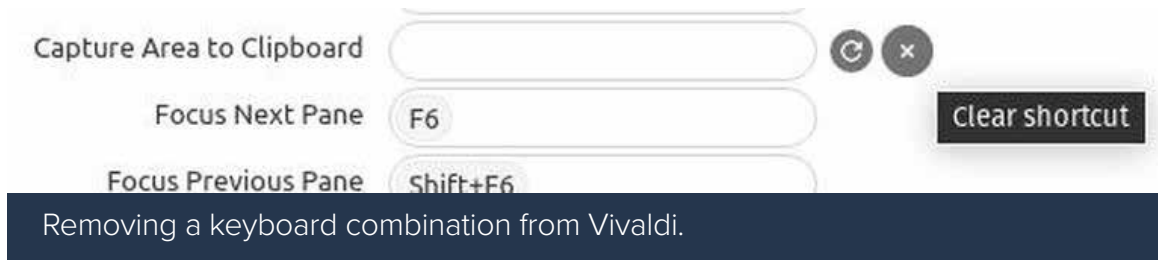 Capture Area to Clipboard
Focus Next Pane F6
Clear shortcut
Focus Previous Pane Shift+F6
Removing a keyboard combination from Vivaldi.